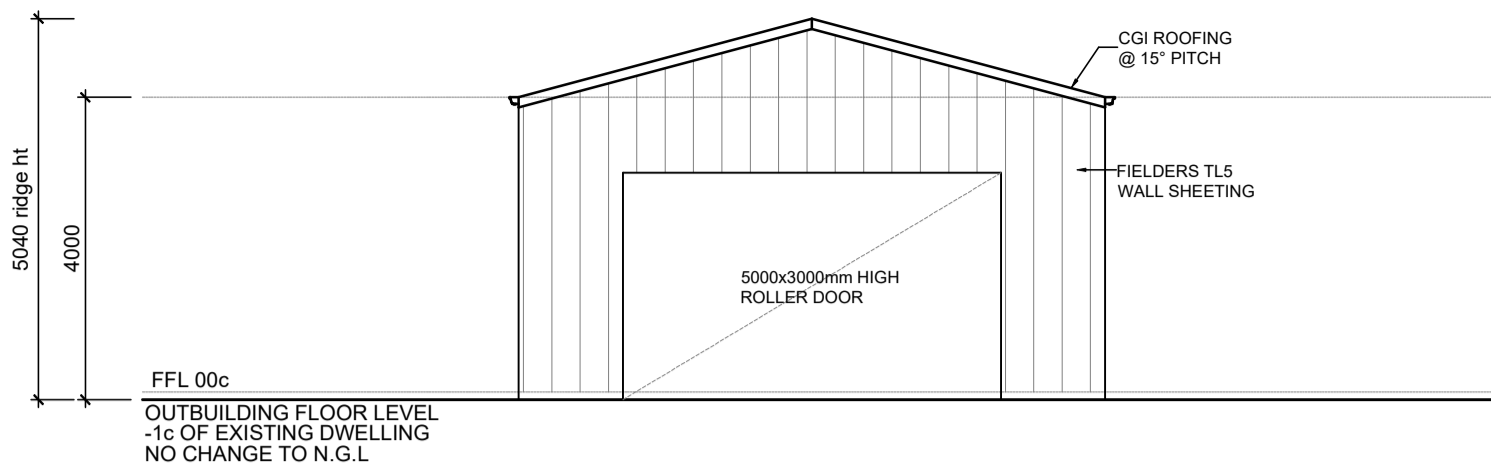 CGI ROOFING
@ 15° PITCH
5040 ridge ht
4000
FIELDERS TL5
WALL SHEETING
5000x3000mm HIGH
ROLLER DOOR
FFL 00c
OUTBUILDING FLOOR LEVEL
-1c OF EXISTING DWELLING
NO CHANGE TO N.G.L